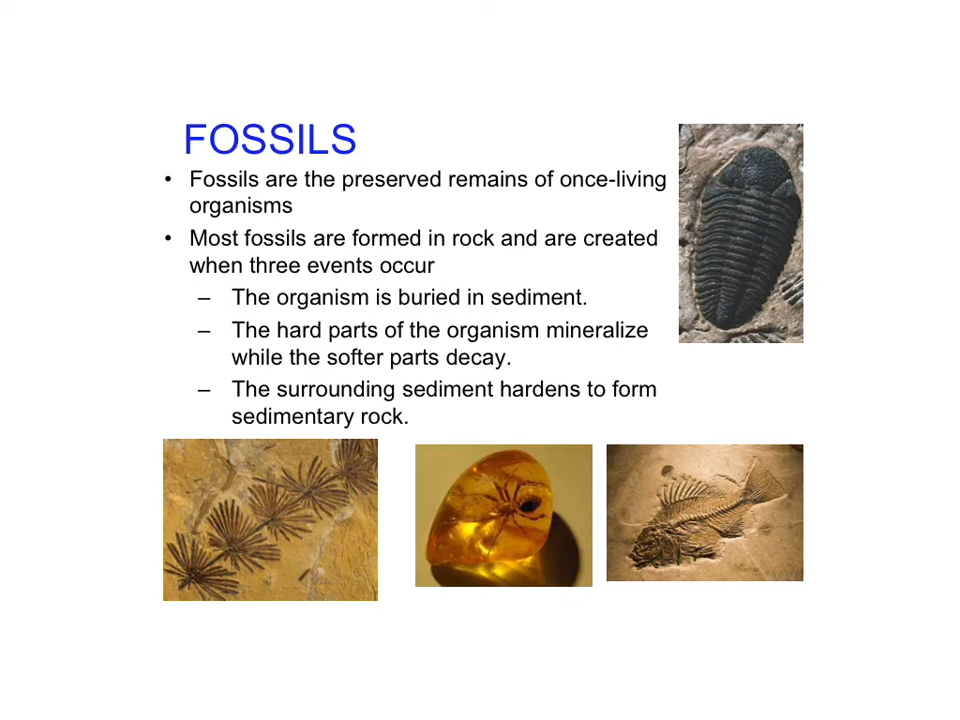 FOSSILS
• Fossils are the preserved remains of once-living
organisms
• Most fossils are formed in rock and are created
when three events occur
– The organism is buried in sediment.
– The hard parts of the organism mineralize
while the softer parts decay.
– The surrounding sediment hardens to form
sedimentary rock.